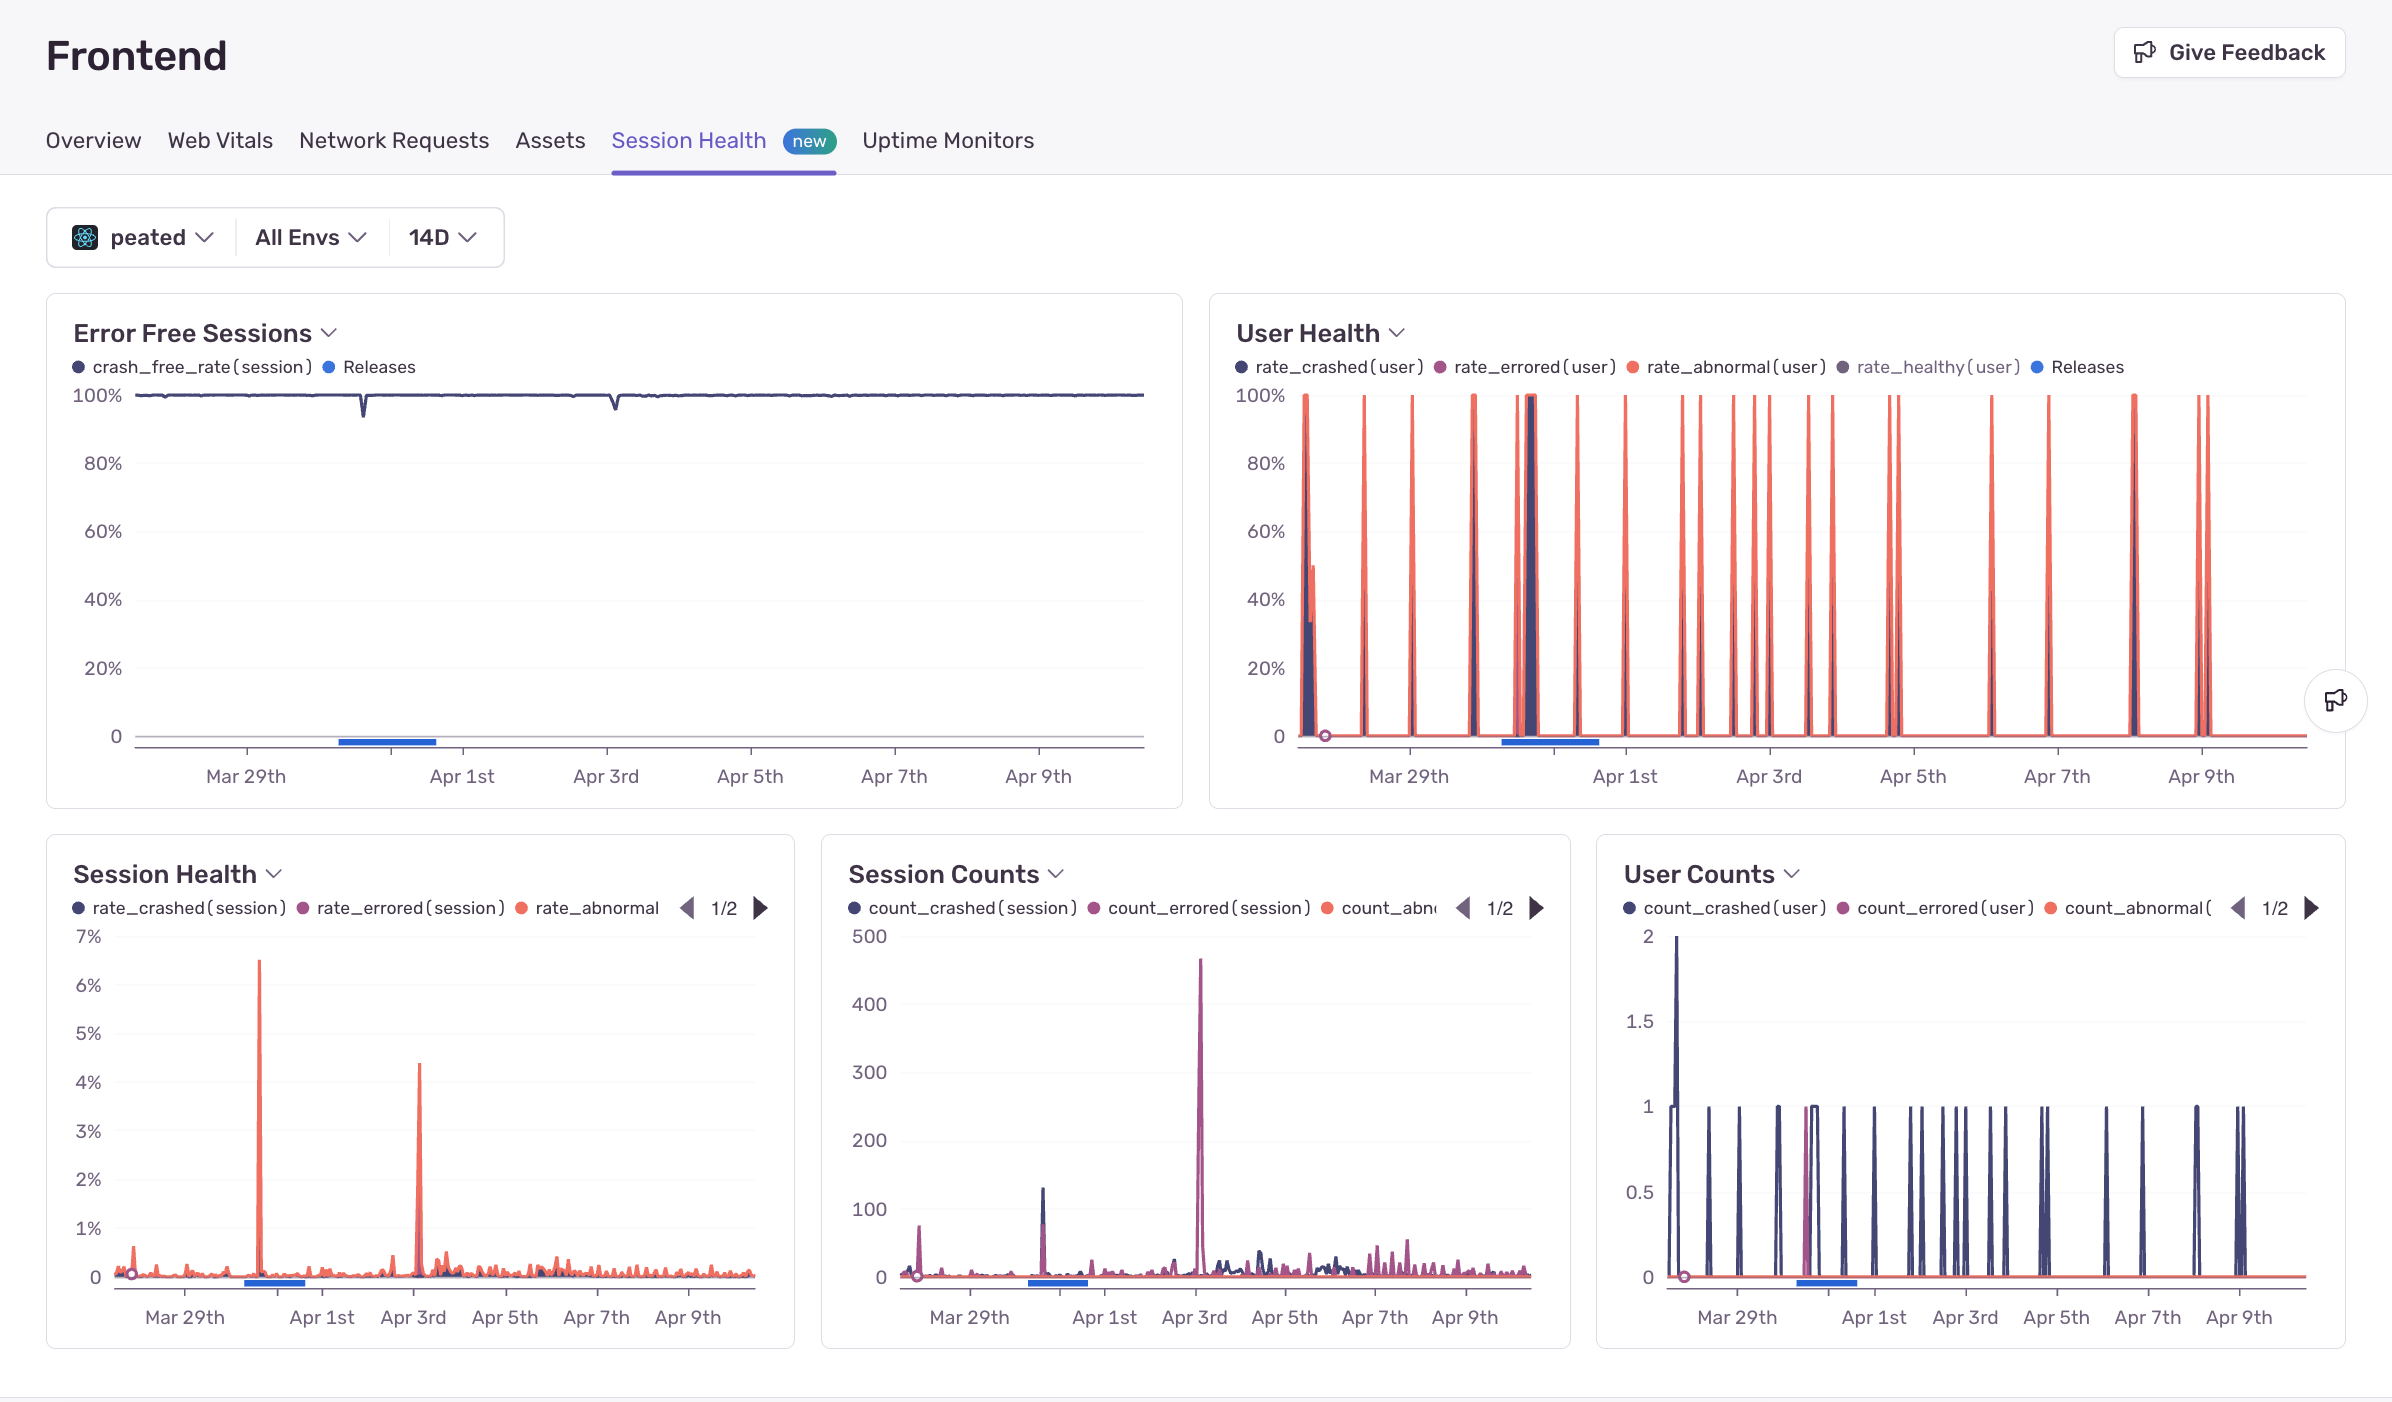 Frontend
Give Feedback
Overview Web Vitals Network Requests Assets Session Health new Uptime Monitors
peated All Envs 14D
Error Free Sessions
crash_free_rate(session) Releases
100%
80%
60%
40%
20%
0
Mar 29th Apr 1st Apr 3rd Apr 5th Apr 7th Apr 9th
User Health
rate_crashed(user) rate_errored(user) rate_abnormal(user) rate_healthy(user) Releases
100%
80%
60%
40%
20%
0
Mar 29th Apr 1st Apr 3rd Apr 5th Apr 7th Apr 9th
Session Health
rate_crashed(session) rate_errored(session) rate_abnormal 1/2
7%
6%
5%
4%
3%
2%
1%
0
Mar 29th Apr 1st Apr 3rd Apr 5th Apr 7th Apr 9th
Session Counts
count_crashed(session) count_errored(session) count_abn 1/2
500
400
300
200
100
0
Mar 29th Apr 1st Apr 3rd Apr 5th Apr 7th Apr 9th
User Counts
count_crashed(user) count_errored(user) count_abnormal( 1/2
2
1.5
1
0.5
0
Mar 29th Apr 1st Apr 3rd Apr 5th Apr 7th Apr 9th